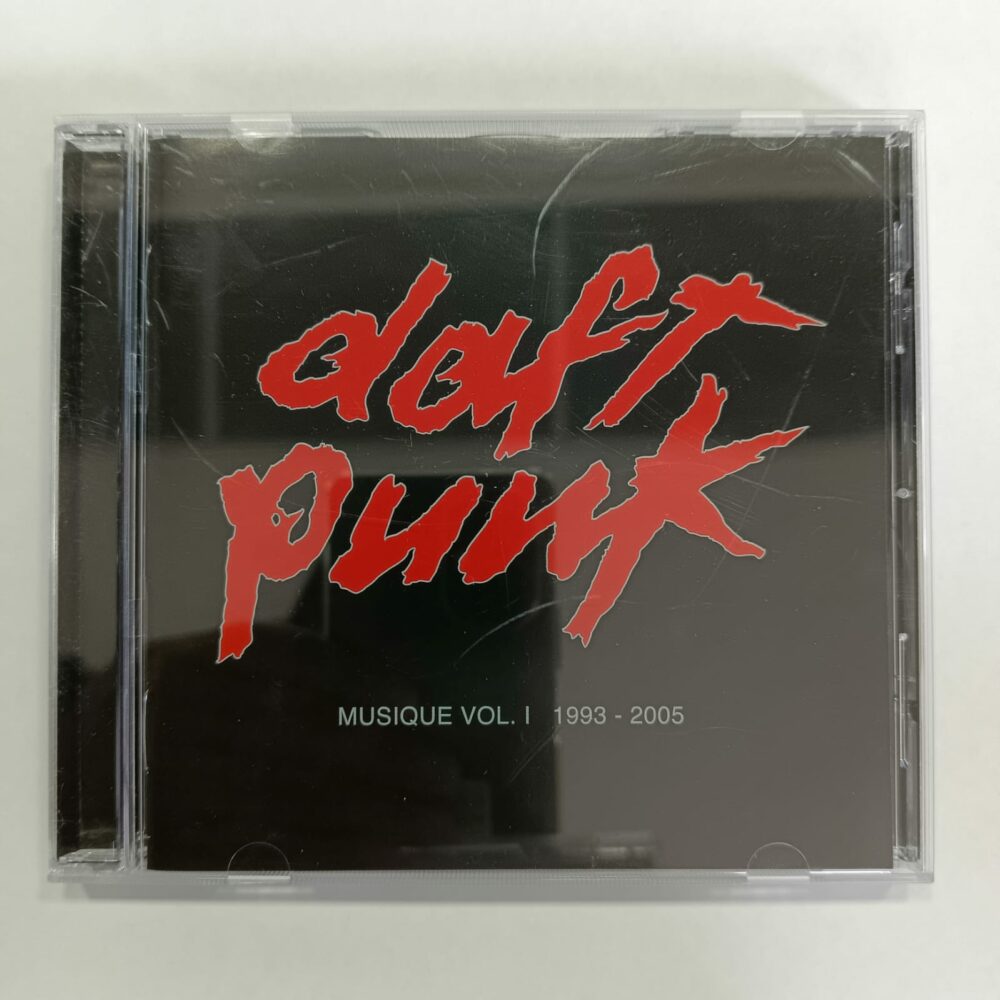 daft
punk
MUSIQUE VOL. I 1993 - 2005